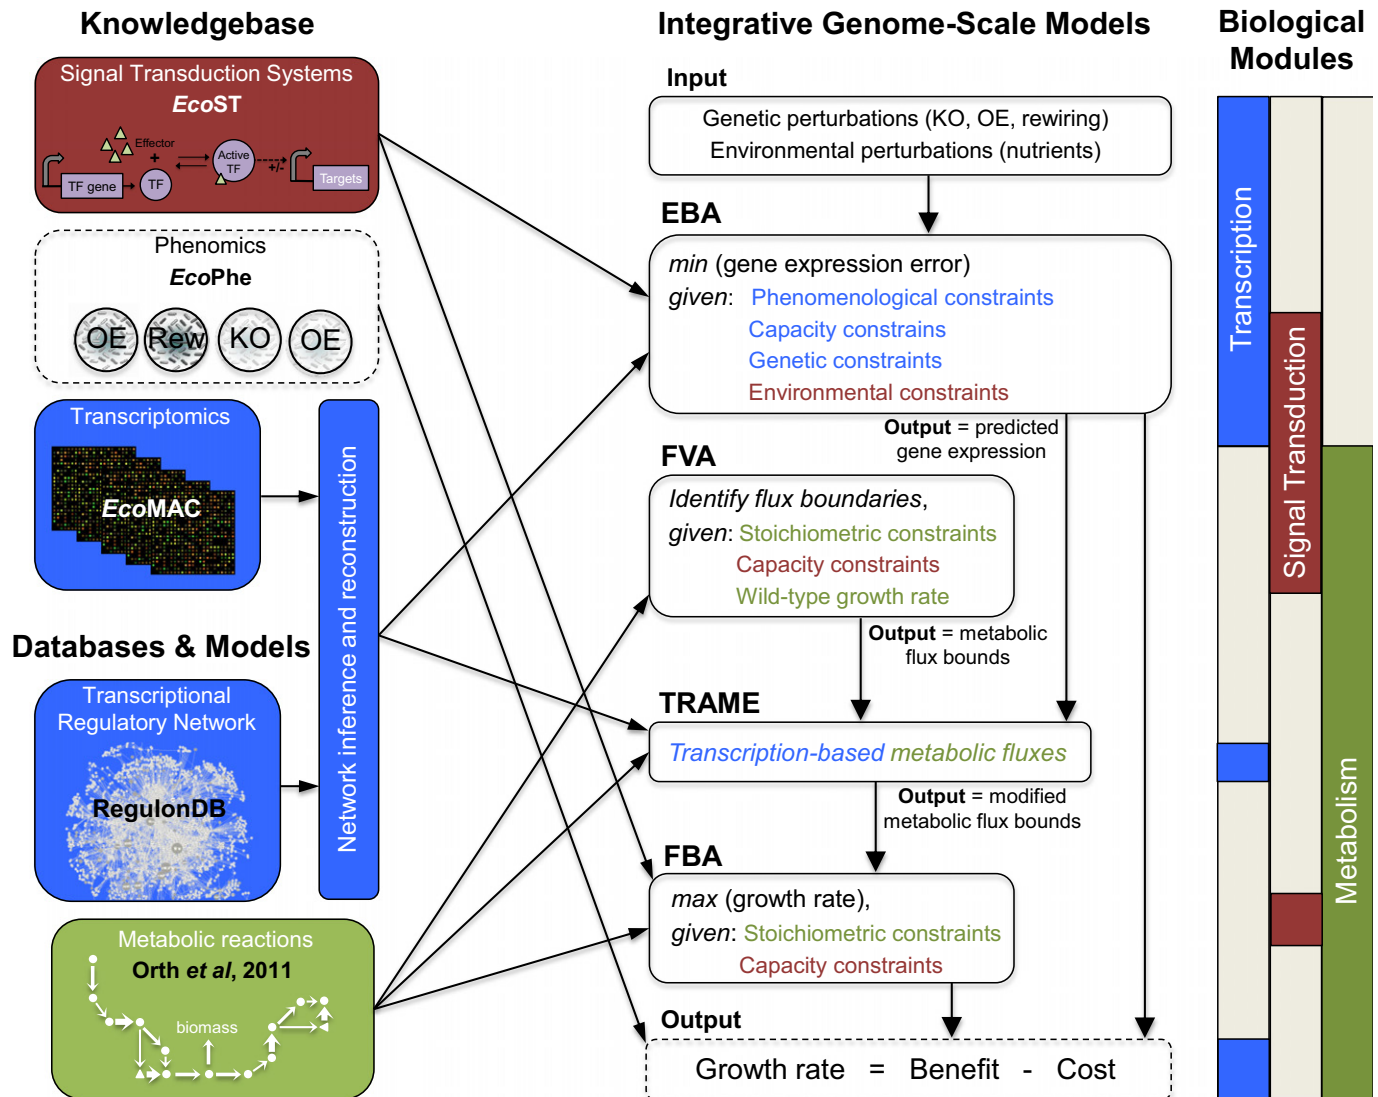 Knowledgebase
Signal Transduction Systems
EcoST
Effector
+
TF gene
TF
Active
TF
+/-
Targets
Phenomics
EcoPhe
OE
Rew
KO
OE
Transcriptomics
EcoMAC
Network inference and reconstruction
Databases & Models
Transcriptional
Regulatory Network
RegulonDB
Metabolic reactions
Orth et al, 2011
biomass
Integrative Genome-Scale Models
Input
Genetic perturbations (KO, OE, rewiring)
Environmental perturbations (nutrients)
EBA
min (gene expression error)
given: Phenomenological constraints
Capacity constrains
Genetic constraints
Environmental constraints
Output = predicted
gene expression
FVA
Identify flux boundaries,
given: Stoichiometric constraints
Capacity constraints
Wild-type growth rate
Output = metabolic
flux bounds
TRAME
Transcription-based metabolic fluxes
Output = modified
metabolic flux bounds
FBA
max (growth rate),
given: Stoichiometric constraints
Capacity constraints
Output
Growth rate = Benefit - Cost
Biological
Modules
Transcription
Signal Transduction
Metabolism